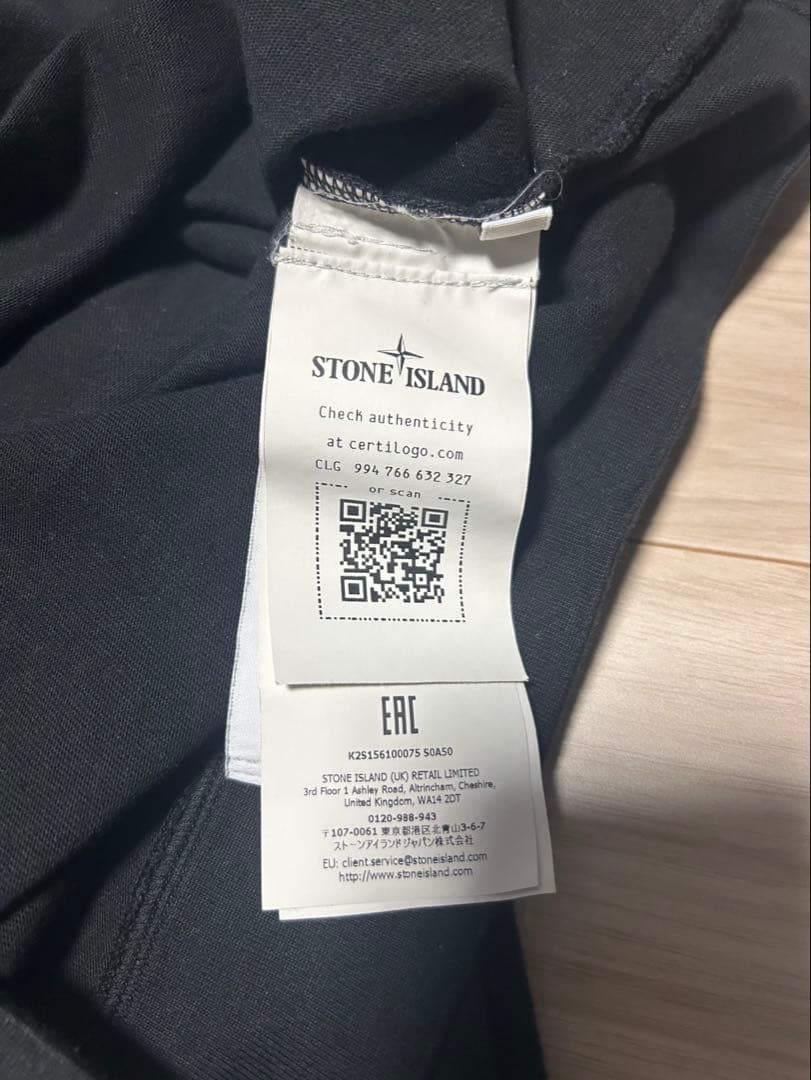 STONE ISLAND
Check authenticity
at certilogo.com
CLG 994 766 632 327
or scan
EAC
K2S156100075 S0A50
STONE ISLAND (UK) RETAIL LIMITED
3rd Floor 1 Ashley Road, Altrincham, Cheshire,
United Kingdom, WA14 2DT
0120-988-943
〒107-0061 東京都港区北青山3-6-7
ストーンアイランドジャパン株式会社
EU: client.service@stoneisland.com
http://www.stoneisland.com